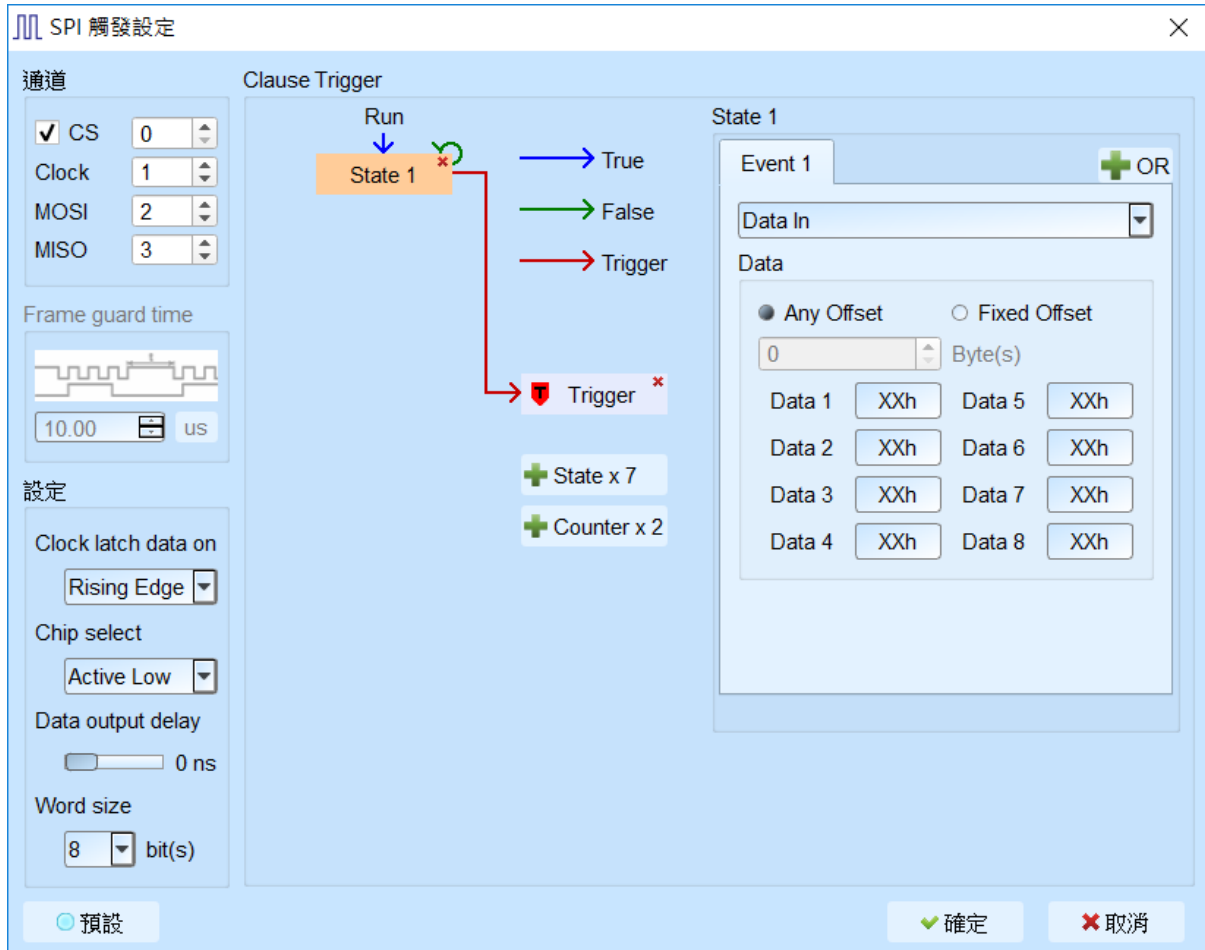 SPI 觸發設定
通道
CS 0
Clock 1
MOSI 2
MISO 3
Frame guard time
t
10.00 us
設定
Clock latch data on
Rising Edge
Chip select
Active Low
Data output delay
0 ns
Word size
8 bit(s)
Clause Trigger
Run
State 1
True
False
Trigger
T Trigger
State x 7
Counter x 2
State 1
Event 1
OR
Data In
Data
Any Offset Fixed Offset
0 Byte(s)
Data 1 XXh Data 5 XXh
Data 2 XXh Data 6 XXh
Data 3 XXh Data 7 XXh
Data 4 XXh Data 8 XXh
預設
確定
取消